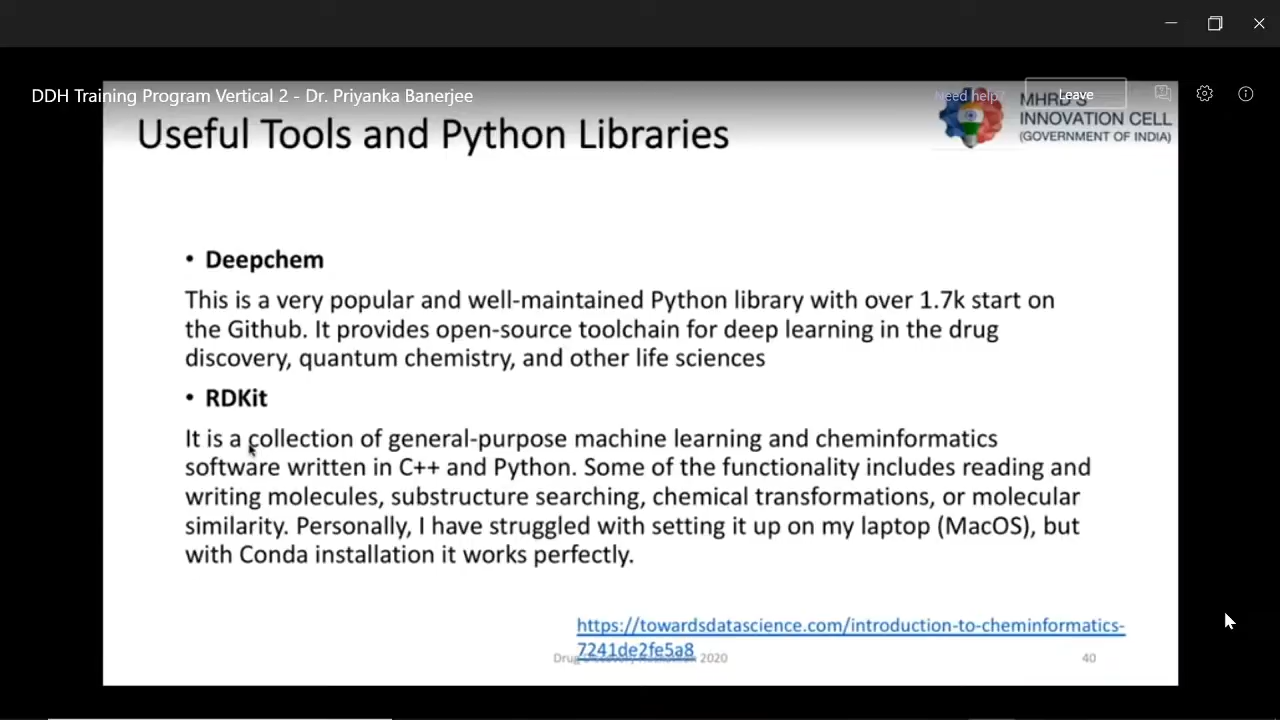 DDH Training Program Vertical 2 - Dr. Priyanka Banerjee
Need help?
Leave
MHRD'S
INNOVATION CELL
(GOVERNMENT OF INDIA)
Useful Tools and Python Libraries
• Deepchem
This is a very popular and well-maintained Python library with over 1.7k start on
the Github. It provides open-source toolchain for deep learning in the drug
discovery, quantum chemistry, and other life sciences
• RDKit
It is a collection of general-purpose machine learning and cheminformatics
software written in C++ and Python. Some of the functionality includes reading and
writing molecules, substructure searching, chemical transformations, or molecular
similarity. Personally, I have struggled with setting it up on my laptop (MacOS), but
with Conda installation it works perfectly.
https://towardsdatascience.com/introduction-to-cheminformatics-
7241de2fe5a8
Drug 2020
40